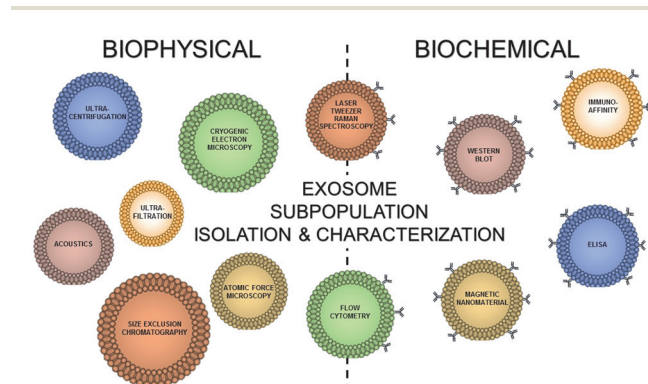 BIOPHYSICAL
BIOCHEMICAL
ULTRA-
CENTRIFUGATION
CRYOGENIC
ELECTRON
MICROSCOPY
LASER
TWEEZER
RAMAN
SPECTROSCOPY
WESTERN
BLOT
IMMUNO-
AFFINITY
EXOSOME
SUBPOPULATION
ISOLATION & CHARACTERIZATION
ULTRA-
FILTRATION
ACOUSTICS
ELISA
SIZE EXCLUSION
CHROMATOGRAPHY
ATOMIC FORCE
MICROSCOPY
FLOW
CYTOMETRY
MAGNETIC
NANOMATERIAL